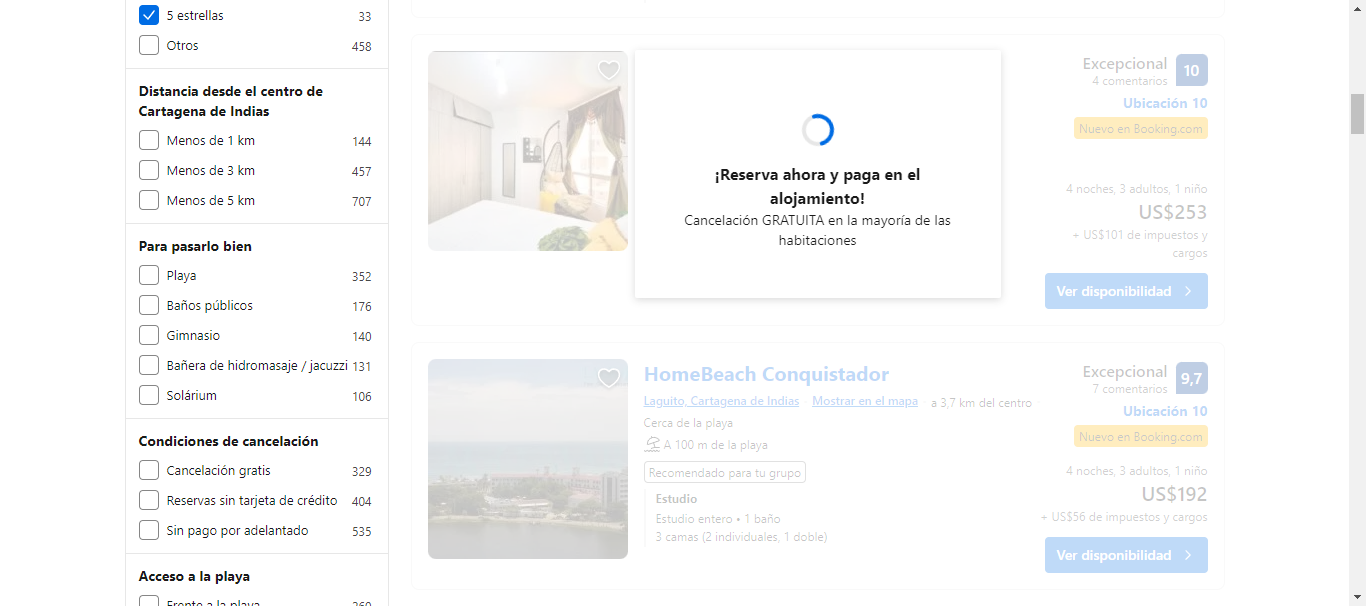 5 estrellas 33
Otros 458
Distancia desde el centro de
Cartagena de Indias
Menos de 1 km 144
Menos de 3 km 457
Menos de 5 km 707
Para pasarlo bien
Playa 352
Baños públicos 176
Gimnasio 140
Bañera de hidromasaje / jacuzzi 131
Solárium 106
Condiciones de cancelación
Cancelación gratis 329
Reservas sin tarjeta de crédito 404
Sin pago por adelantado 535
Acceso a la playa
Frente a la playa 260
¡Reserva ahora y paga en el
alojamiento!
Cancelación GRATUITA en la mayoría de las
habitaciones
Excepcional 10
4 comentarios
Ubicación 10
Nuevo en Booking.com
4 noches, 3 adultos, 1 niño
US$253
+ US$101 de impuestos y
cargos
Ver disponibilidad
HomeBeach Conquistador
Laguito, Cartagena de Indias Mostrar en el mapa a 3,7 km del centro
Cerca de la playa
A 100 m de la playa
Recomendado para tu grupo
Estudio
Estudio entero • 1 baño
3 camas (2 individuales, 1 doble)
Excepcional 9,7
7 comentarios
Ubicación 10
Nuevo en Booking.com
4 noches, 3 adultos, 1 niño
US$192
+ US$56 de impuestos y cargos
Ver disponibilidad